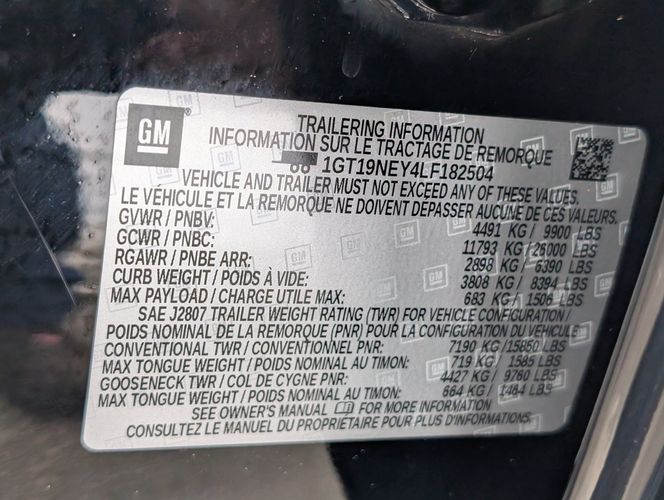 GM
TRAILERING INFORMATION
INFORMATION SUR LE TRACTAGE DE REMORQUE
1GT19NEY4LF182504
VEHICLE AND TRAILER MUST NOT EXCEED ANY OF THESE VALUES
LE VÉHICULE ET LA REMORQUE NE DOIVENT DÉPASSER AUCUNE DE CES VALEURS.
GVWR / PNBV: 4491 KG / 9900 LBS
GCWR / PNBC: 11793 KG / 26000 LBS
RGAWR / PNBE ARR: 2898 KG / 6390 LBS
CURB WEIGHT / POIDS À VIDE: 3808 KG / 8394 LBS
MAX PAYLOAD / CHARGE UTILE MAX: 683 KG / 1506 LBS
SAE J2807 TRAILER WEIGHT RATING (TWR) FOR VEHICLE CONFIGURATION /
POIDS NOMINAL DE LA REMORQUE (PNR) POUR LA CONFIGURATION DU VÉHICULE
CONVENTIONAL TWR / CONVENTIONNEL PNR: 7190 KG / 15850 LBS
MAX TONGUE WEIGHT / POIDS NOMINAL AU TIMON: 719 KG / 1585 LBS
GOOSENECK TWR / COL DE CYGNE PNR: 4427 KG / 9760 LBS
MAX TONGUE WEIGHT / POIDS NOMINAL AU TIMON: 664 KG / 1464 LBS
SEE OWNER'S MANUAL FOR MORE INFORMATION
CONSULTEZ LE MANUEL DU PROPRIÉTAIRE POUR PLUS D'INFORMATION